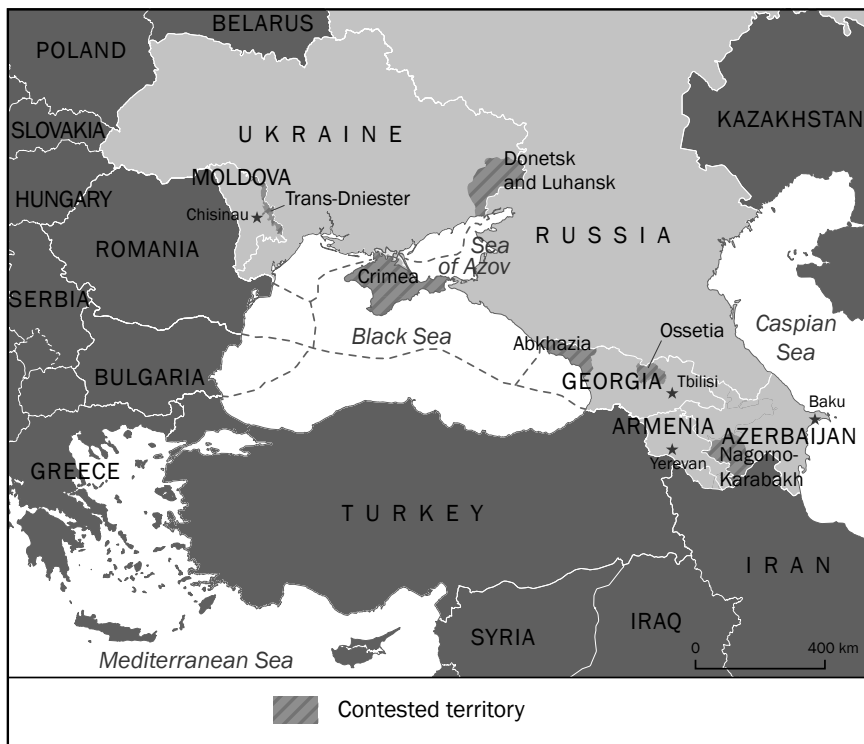 BELARUS
POLAND
KAZAKHSTAN
SLOVAKIA
UKRAINE
Donetsk
and Luhansk
MOLDOVA
HUNGARY
Trans-Dniester
Chisinau
RUSSIA
ROMANIA
Sea
of Azov
Crimea
SERBIA
Caspian
Sea
Black Sea
Abkhazia
Ossetia
BULGARIA
GEORGIA
Tbilisi
Baku
ARMENIA
AZERBAIJAN
GREECE
Yerevan
Nagorno-
Karabakh
TURKEY
IRAN
SYRIA
IRAQ
0 400 km
Mediterranean Sea
Contested territory